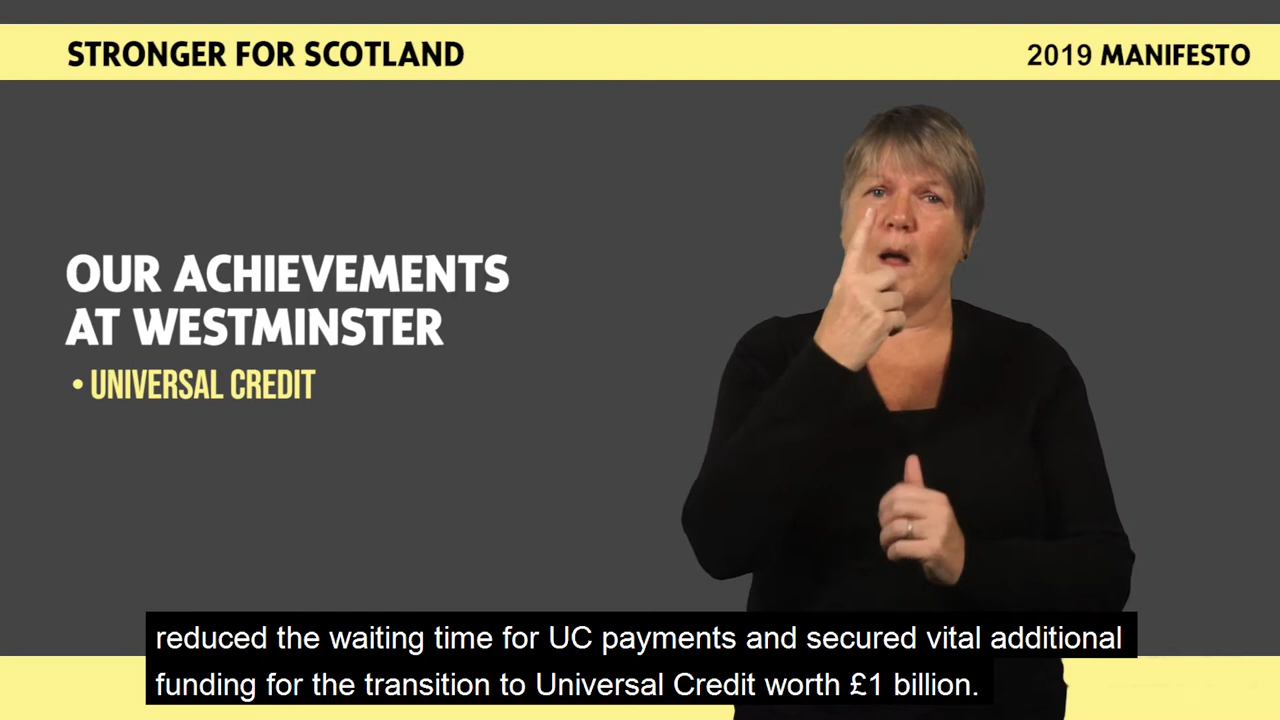 STRONGER FOR SCOTLAND
2019 MANIFESTO
OUR ACHIEVEMENTS
AT WESTMINSTER
• UNIVERSAL CREDIT
reduced the waiting time for UC payments and secured vital additional
funding for the transition to Universal Credit worth £1 billion.